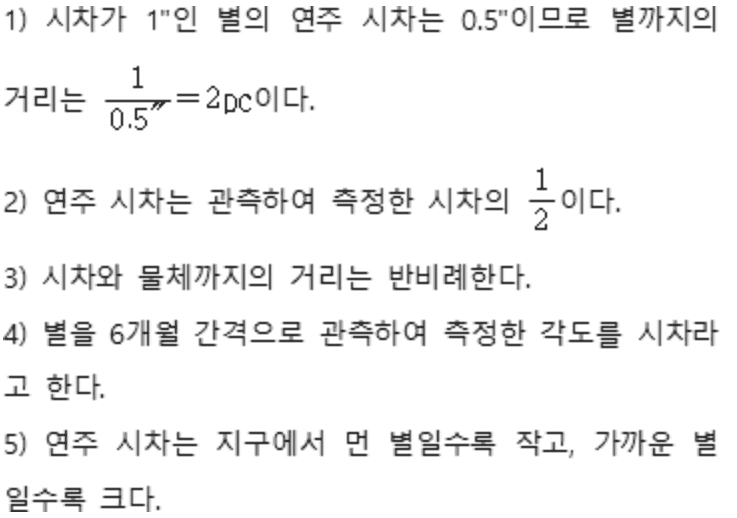 1) 시차가 1"인 별의 연주 시차는 0.5"이므로 별까지의
거리는 1/0.5″=2pc이다.
2) 연주 시차는 관측하여 측정한 시차의 1/2이다.
3) 시차와 물체까지의 거리는 반비례한다.
4) 별을 6개월 간격으로 관측하여 측정한 각도를 시차라
고 한다.
5) 연주 시차는 지구에서 먼 별일수록 작고, 가까운 별
일수록 크다.